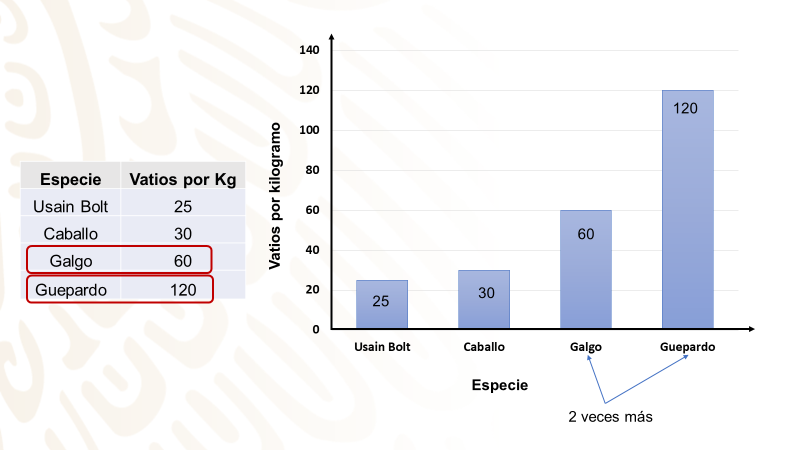 Especie Vatios por Kg
Usain Bolt 25
Caballo 30
Galgo 60
Guepardo 120
Vatios por kilogramo
140
120
100
80
60
40
20
0
25
30
60
120
Usain Bolt Caballo Galgo Guepardo
Especie
2 veces más